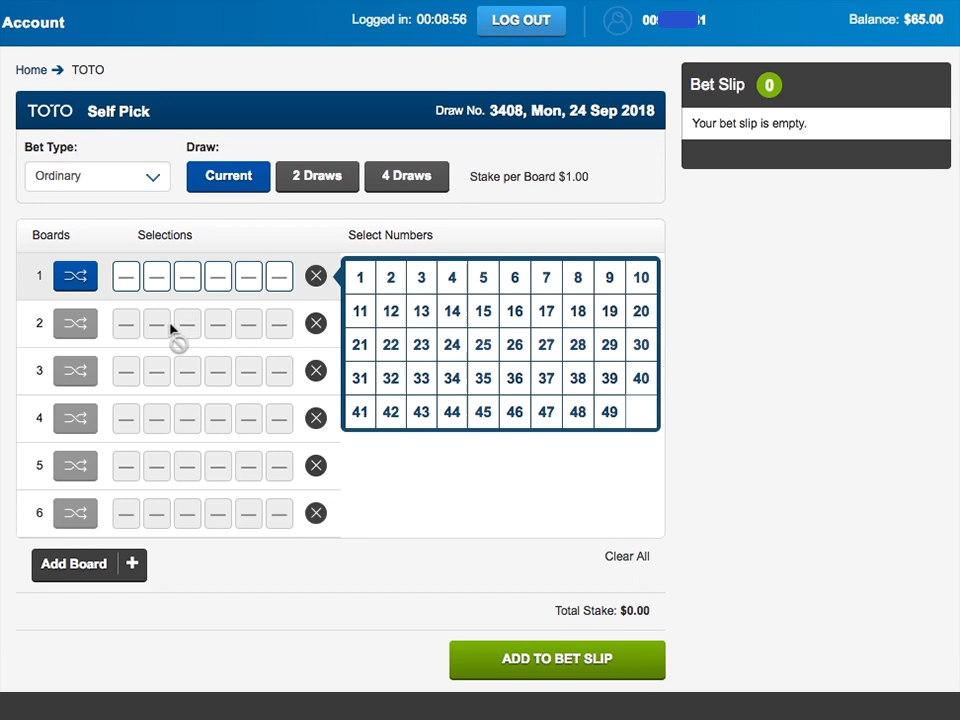 Account
Logged in: 00:08:56
LOG OUT
Balance: $65.00
Home → TOTO
TOTO Self Pick
Draw No. 3408, Mon, 24 Sep 2018
Bet Slip 0
Your bet slip is empty.
Bet Type:
Draw:
Ordinary
Current
2 Draws
4 Draws
Stake per Board $1.00
Boards
Selections
Select Numbers
1
2
3
4
5
6
1 2 3 4 5 6 7 8 9 10
11 12 13 14 15 16 17 18 19 20
21 22 23 24 25 26 27 28 29 30
31 32 33 34 35 36 37 38 39 40
41 42 43 44 45 46 47 48 49
Add Board +
Clear All
Total Stake: $0.00
ADD TO BET SLIP